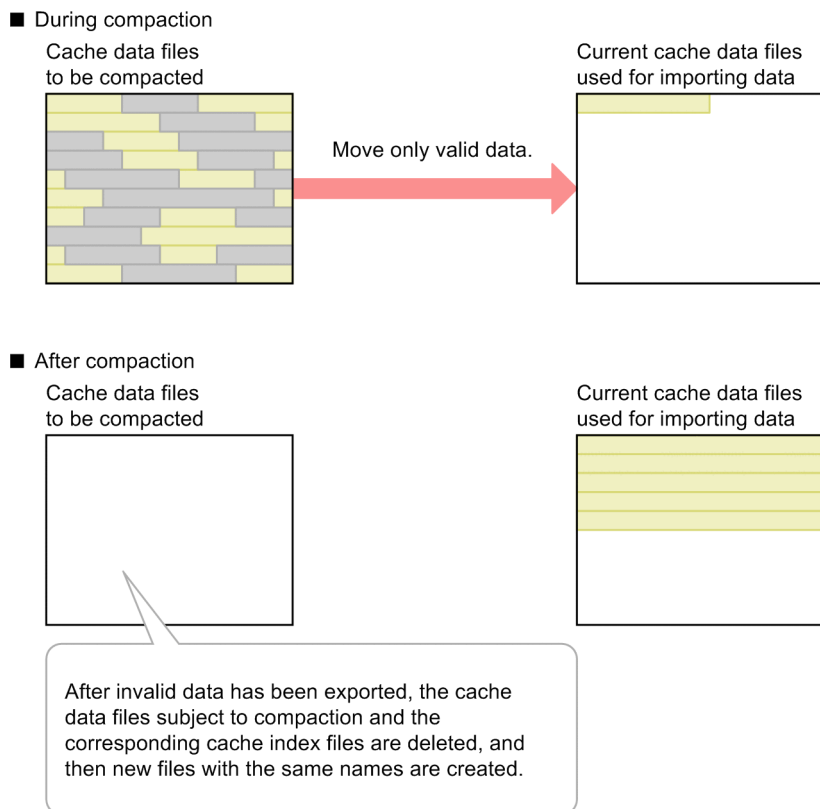 ■ During compaction
Cache data files
to be compacted
Current cache data files
used for importing data
Move only valid data.
■ After compaction
Cache data files
to be compacted
Current cache data files
used for importing data
After invalid data has been exported, the cache
data files subject to compaction and the
corresponding cache index files are deleted, and
then new files with the same names are created.